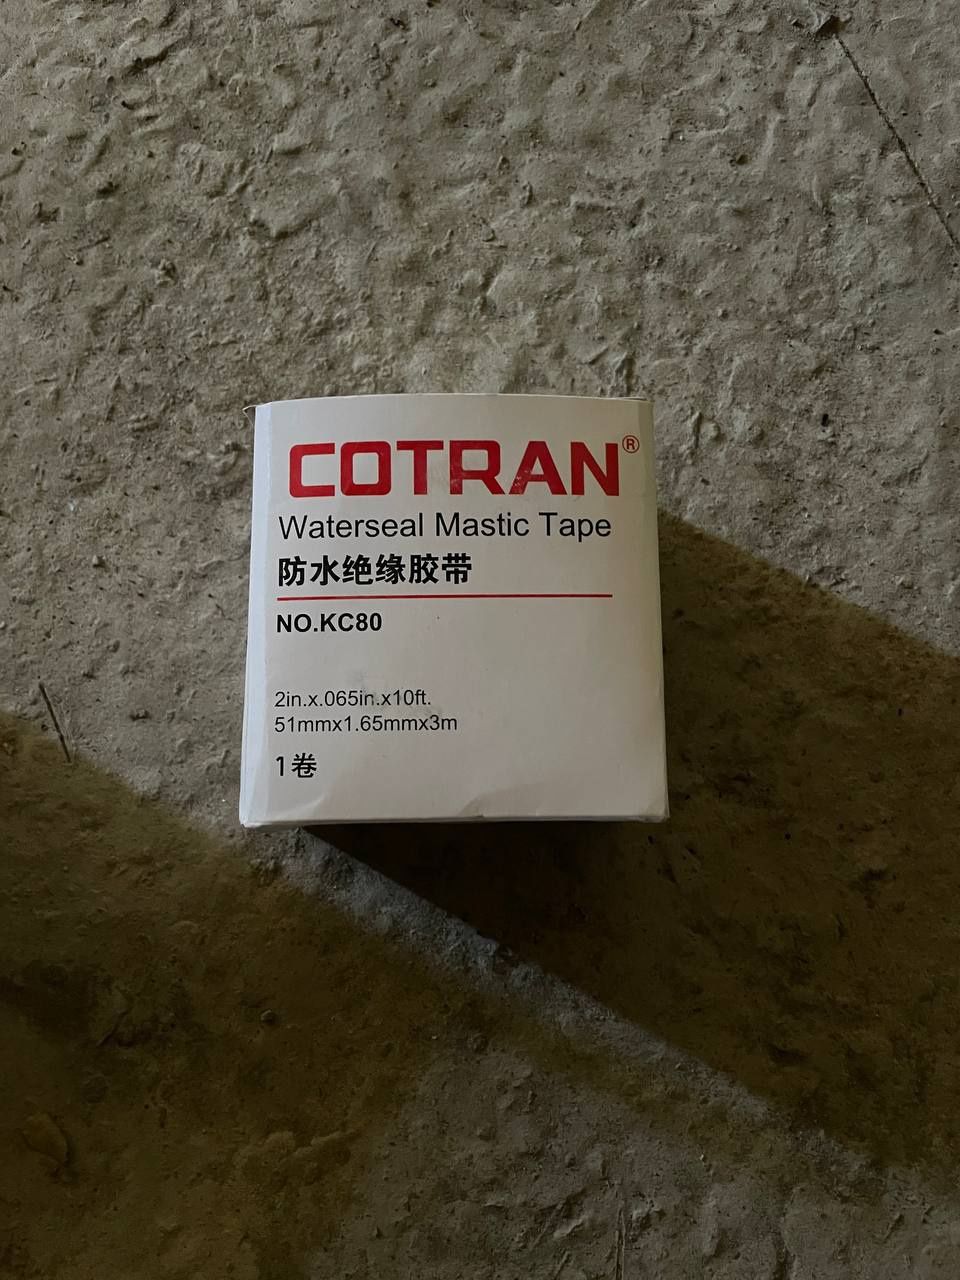 COTRAN®
Waterseal Mastic Tape
防水绝缘胶带
NO.KC80
2in.x.065in.x10ft.
51mmx1.65mmx3m
1卷